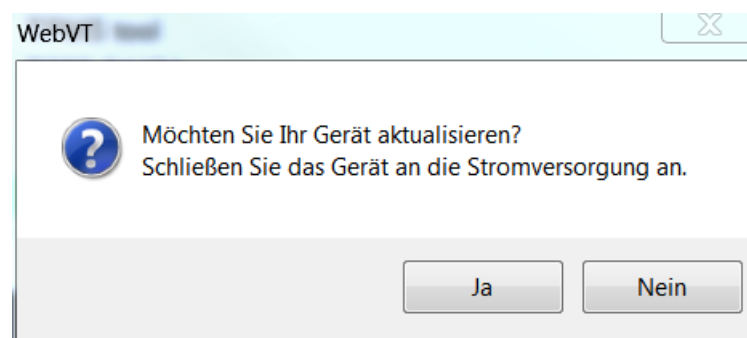 WebVT
Möchten Sie Ihr Gerät aktualisieren?
Schließen Sie das Gerät an die Stromversorgung an.
Ja
Nein